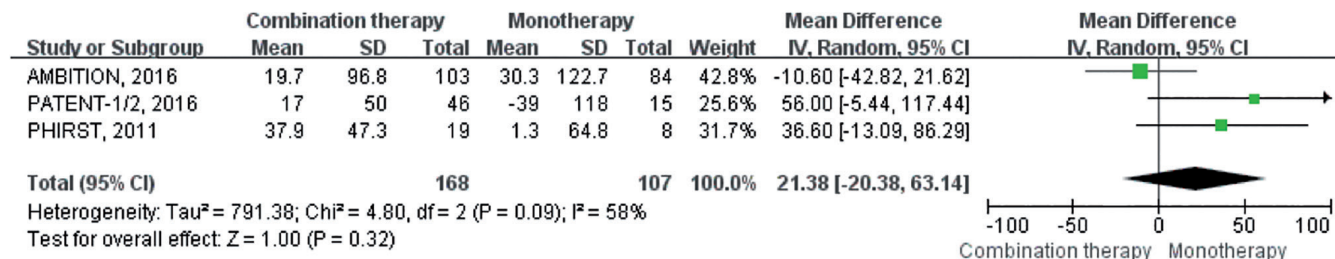 Combination therapy Monotherapy Mean Difference Mean Difference
Study or Subgroup Mean SD Total Mean SD Total Weight IV, Random, 95% CI IV, Random, 95% CI
AMBITION, 2016 19.7 96.8 103 30.3 122.7 84 42.8% -10.60 [-42.82, 21.62]
PATENT-1/2, 2016 17 50 46 -39 118 15 25.6% 56.00 [-5.44, 117.44]
PHIRST, 2011 37.9 47.3 19 1.3 64.8 8 31.7% 36.60 [-13.09, 86.29]
Total (95% CI) 168 107 100.0% 21.38 [-20.38, 63.14]
Heterogeneity: Tau² = 791.38; Chi² = 4.80, df = 2 (P = 0.09); I² = 58%
Test for overall effect: Z = 1.00 (P = 0.32)
-100 -50 0 50 100
Combination therapy Monotherapy